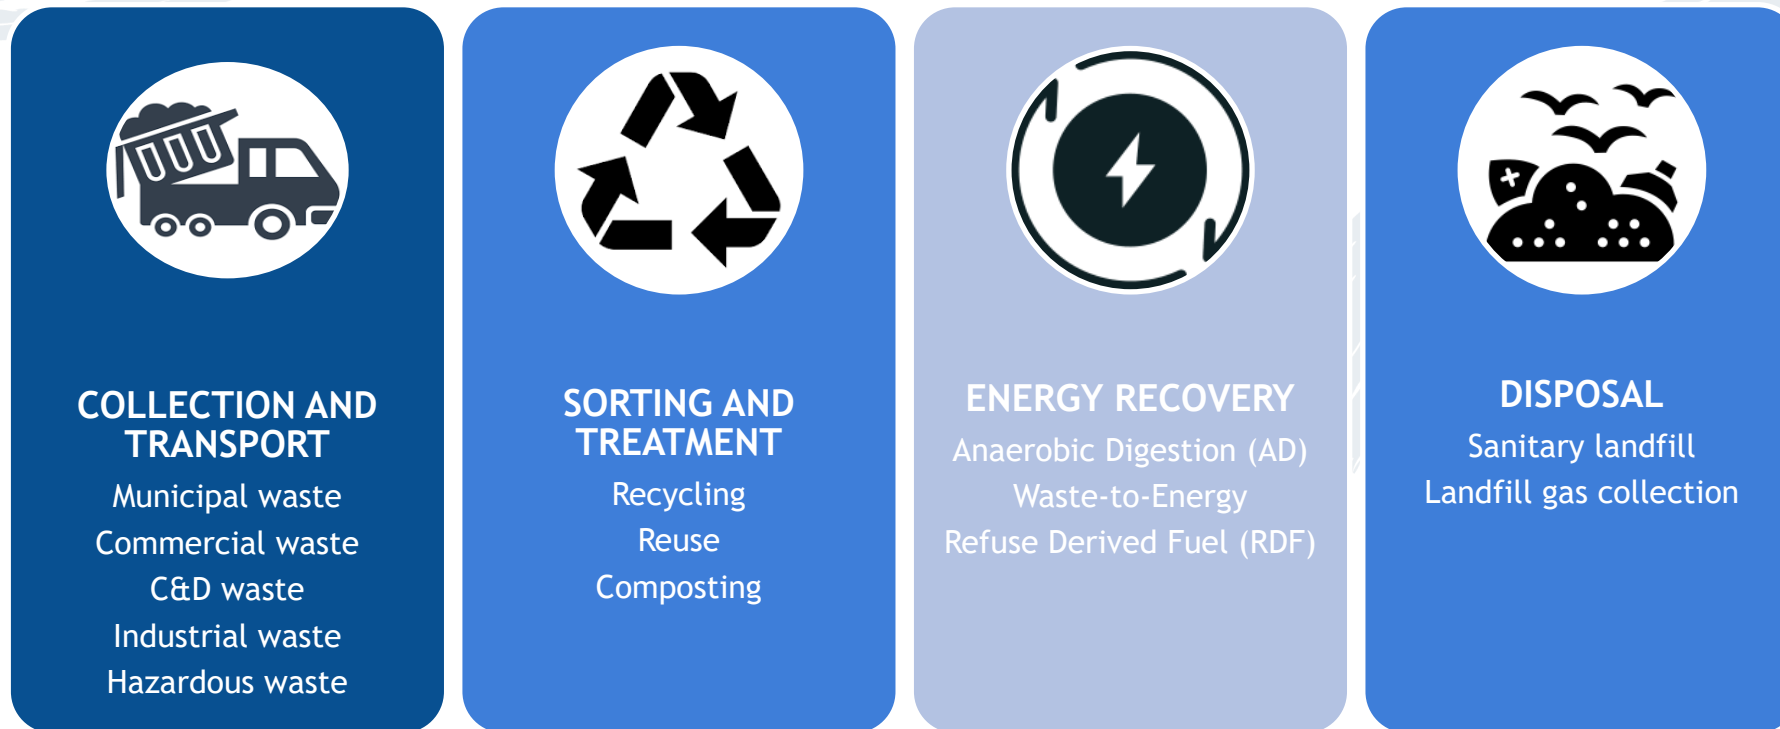 COLLECTION AND
TRANSPORT
Municipal waste
Commercial waste
C&D waste
Industrial waste
Hazardous waste
SORTING AND
TREATMENT
Recycling
Reuse
Composting
ENERGY RECOVERY
Anaerobic Digestion (AD)
Waste-to-Energy
Refuse Derived Fuel (RDF)
DISPOSAL
Sanitary landfill
Landfill gas collection